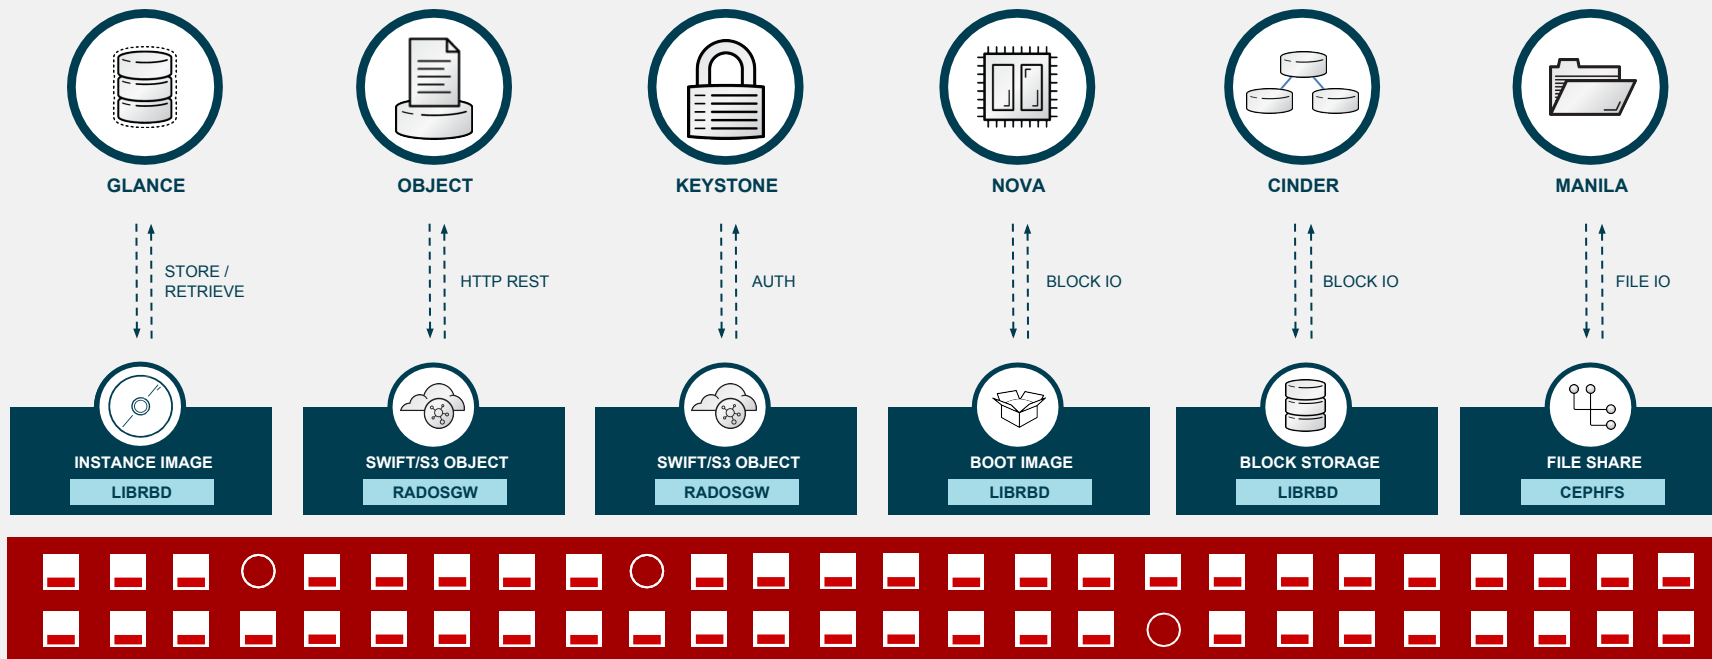 GLANCE
OBJECT
KEYSTONE
NOVA
CINDER
MANILA
STORE /
RETRIEVE
HTTP REST
AUTH
BLOCK IO
BLOCK IO
FILE IO
INSTANCE IMAGE
LIBRBD
SWIFT/S3 OBJECT
RADOSGW
SWIFT/S3 OBJECT
RADOSGW
BOOT IMAGE
LIBRBD
BLOCK STORAGE
LIBRBD
FILE SHARE
CEPHFS